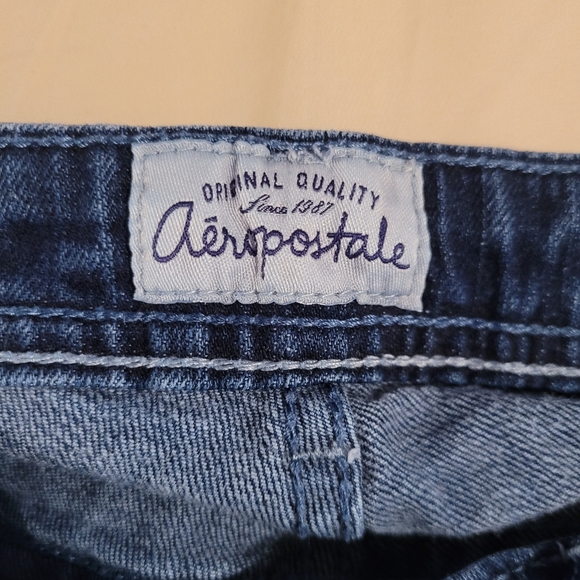 ORIGINAL QUALITY
Since 1987
Aéropostale